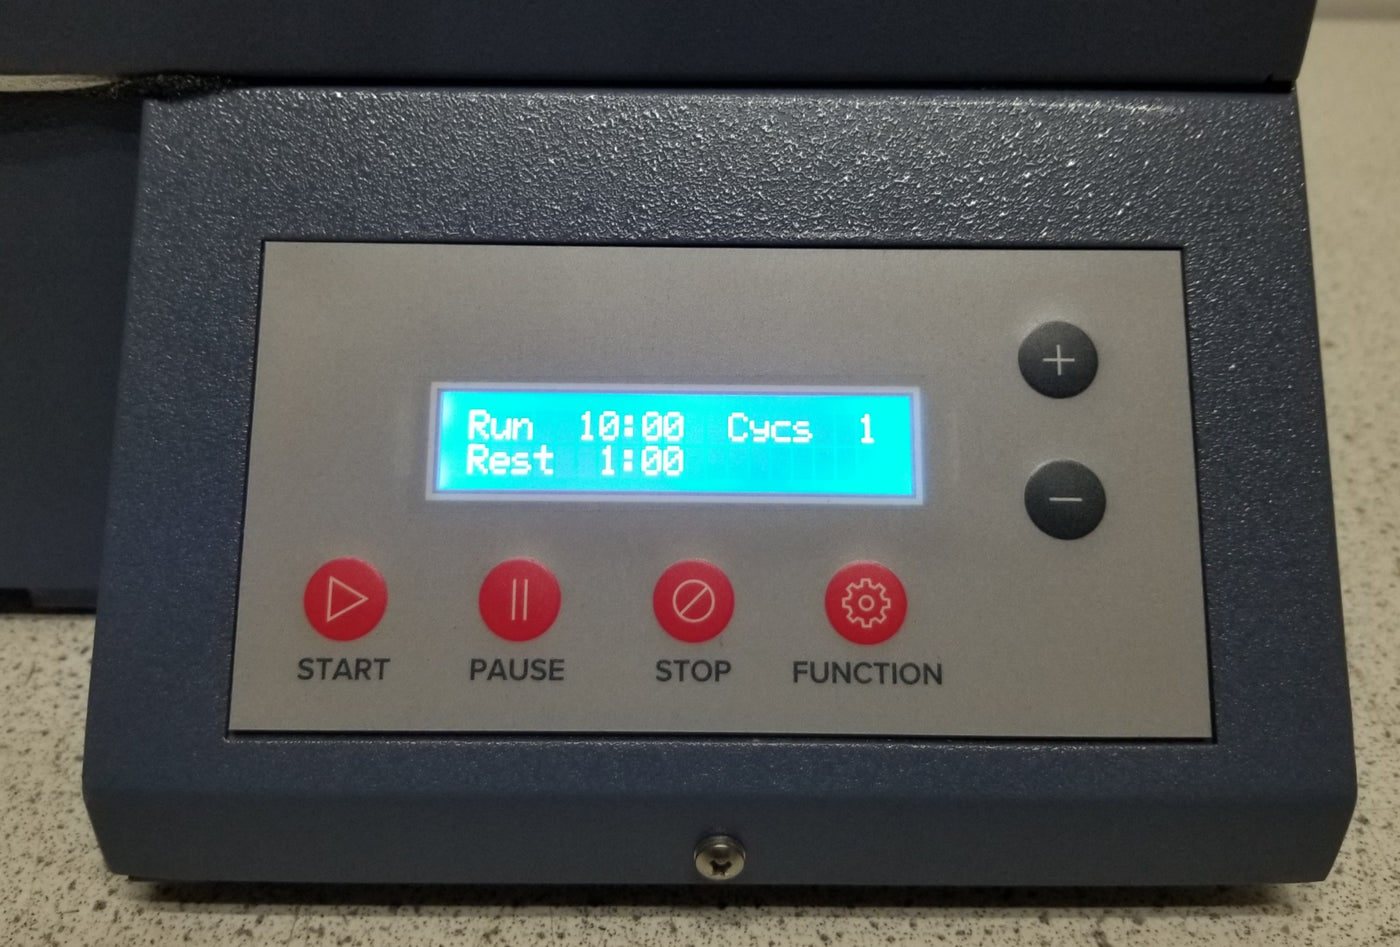 Run 10:00 Cycs 1
Rest 1:00
+
−
START PAUSE STOP FUNCTION